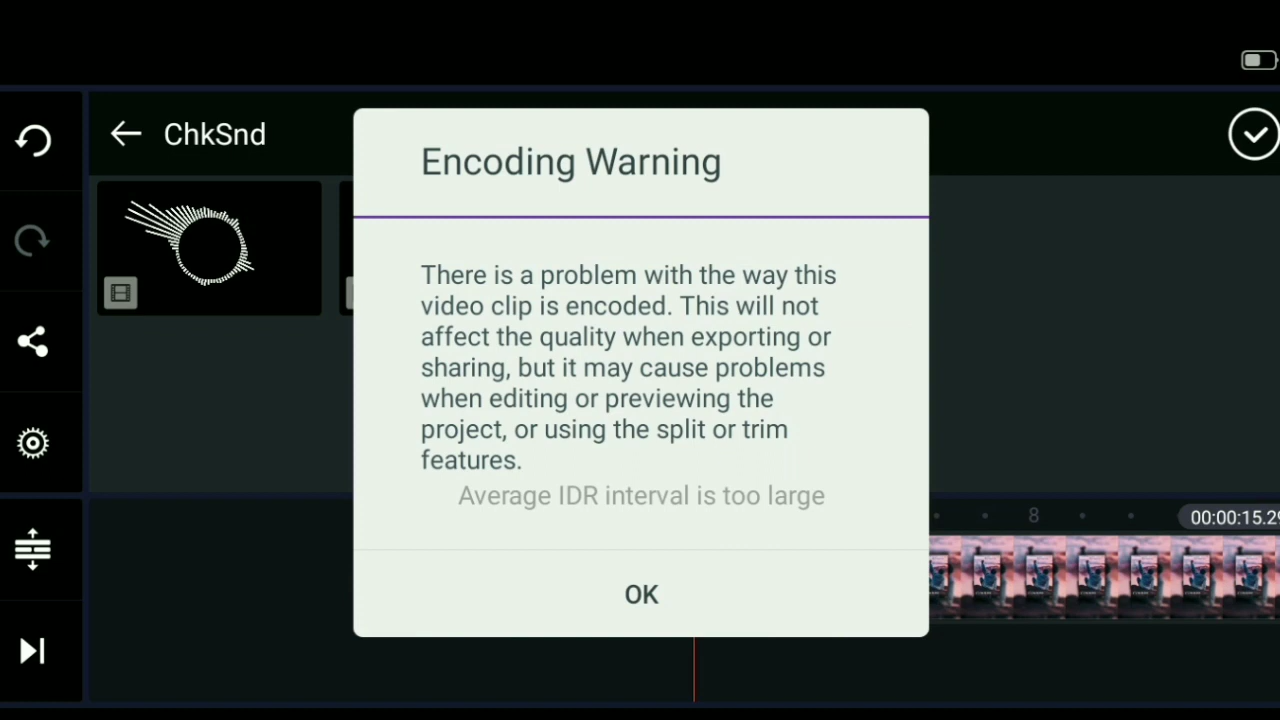 ChkSnd
Encoding Warning
There is a problem with the way this
video clip is encoded. This will not
affect the quality when exporting or
sharing, but it may cause problems
when editing or previewing the
project, or using the split or trim
features.
Average IDR interval is too large
8
00:00:15.29
OK